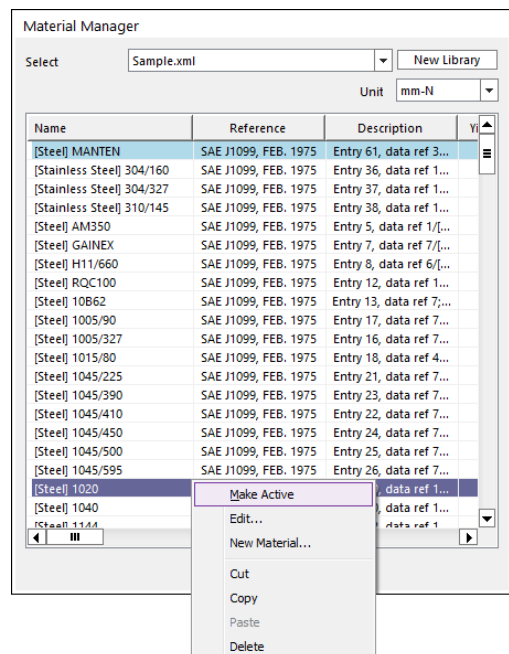 Material Manager
Select Sample.xml New Library
Unit mm-N
Name Reference Description
[Steel] MANTEN SAE J1099, FEB. 1975 Entry 61, data ref 3...
[Stainless Steel] 304/160 SAE J1099, FEB. 1975 Entry 36, data ref 1...
[Stainless Steel] 304/327 SAE J1099, FEB. 1975 Entry 37, data ref 1...
[Stainless Steel] 310/145 SAE J1099, FEB. 1975 Entry 38, data ref 1...
[Steel] AM350 SAE J1099, FEB. 1975 Entry 5, data ref 1/[...
[Steel] GAINEX SAE J1099, FEB. 1975 Entry 7, data ref 7/[...
[Steel] H11/660 SAE J1099, FEB. 1975 Entry 8, data ref 6/[...
[Steel] RQC100 SAE J1099, FEB. 1975 Entry 12, data ref 1...
[Steel] 10B62 SAE J1099, FEB. 1975 Entry 13, data ref 7;...
[Steel] 1005/90 SAE J1099, FEB. 1975 Entry 17, data ref 7...
[Steel] 1005/327 SAE J1099, FEB. 1975 Entry 16, data ref 7...
[Steel] 1015/80 SAE J1099, FEB. 1975 Entry 18, data ref 4...
[Steel] 1045/225 SAE J1099, FEB. 1975 Entry 21, data ref 7...
[Steel] 1045/390 SAE J1099, FEB. 1975 Entry 23, data ref 7...
[Steel] 1045/410 SAE J1099, FEB. 1975 Entry 22, data ref 7...
[Steel] 1045/450 SAE J1099, FEB. 1975 Entry 24, data ref 7...
[Steel] 1045/500 SAE J1099, FEB. 1975 Entry 25, data ref 7...
[Steel] 1045/595 SAE J1099, FEB. 1975 Entry 26, data ref 7...
[Steel] 1020 , data ref 1...
[Steel] 1040 , data ref 1...
[Steel] 1144 data ref 1
Make Active
Edit...
New Material...
Cut
Copy
Paste
Delete